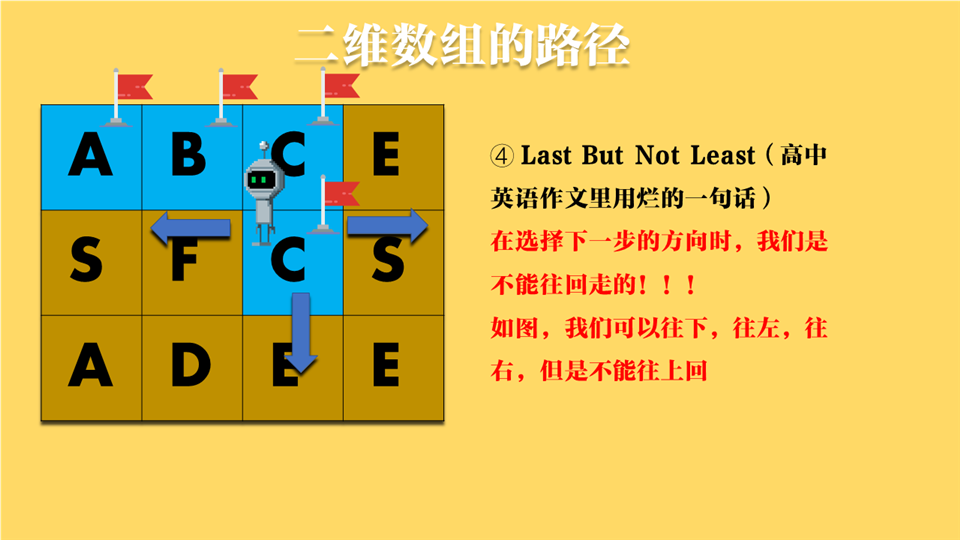 二维数组的路径
A B C E
S F C S
A D E E
④ Last But Not Least（高中
英语作文里用烂的一句话）
在选择下一步的方向时，我们是
不能往回走的！！！
如图，我们可以往下，往左，往
右，但是不能往上回